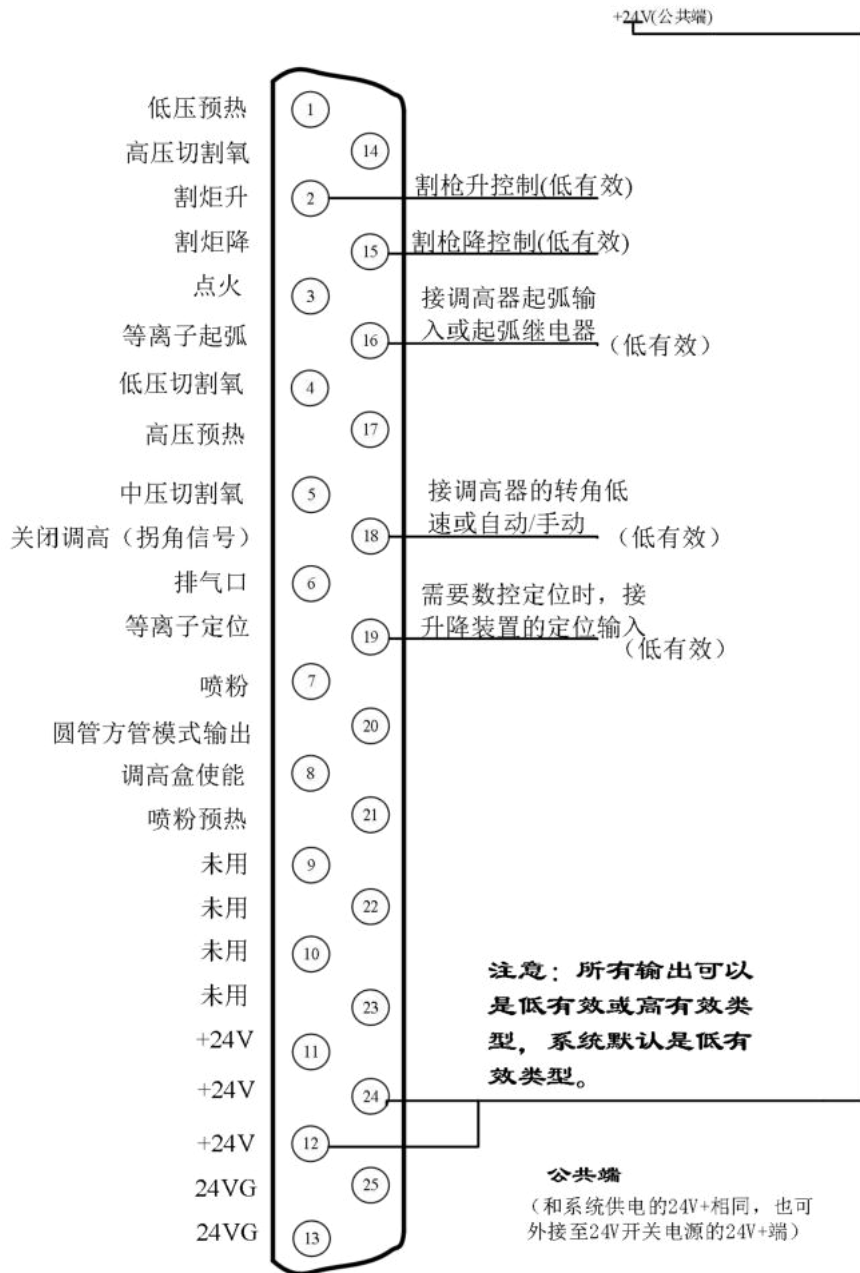 +24V(公共端)
低压预热
1
高压切割氧
14
割炬升
2
割枪升控制(低有效)
割炬降
15
割枪降控制(低有效)
点火
3
接调高器起弧输
入或起弧继电器
(低有效)
等离子起弧
16
低压切割氧
4
高压预热
17
中压切割氧
5
接调高器的转角低
速或自动/手动
(低有效)
关闭调高(拐角信号)
18
排气口
6
需要数控定位时，接
升降装置的定位输入
(低有效)
等离子定位
19
喷粉
7
圆管方管模式输出
20
调高盒使能
8
喷粉预热
21
未用
9
未用
22
未用
10
未用
23
注意：所有输出可以
是低有效或高有效类
型，系统默认是低有
效类型。
+24V
11
+24V
24
+24V
12
24VG
25
24VG
13
公共端
(和系统供电的24V+相同，也可
外接至24V开关电源的24V+端)